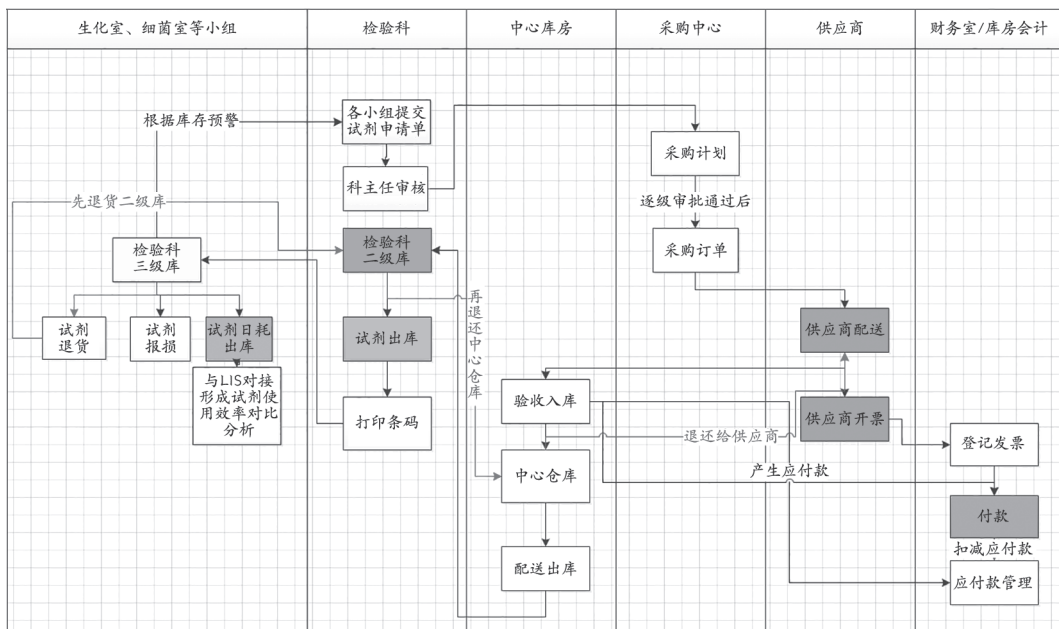 生化室、细菌室等小组
检验科
中心库房
采购中心
供应商
财务室/库房会计
根据库存预警
各小组提交
试剂申请单
科主任审核
采购计划
逐级审批通过后
采购订单
先退货二级库
检验科
三级库
检验科
二级库
再退还中心仓库
试剂
退货
试剂
报损
试剂日耗
出库
试剂出库
供应商配送
与LIS对接
形成试剂使
用效率对比
分析
打印条码
验收入库
供应商开票
退还给供应商
登记发票
产生应付款
中心仓库
付款
扣减应付款
配送出库
应付款管理